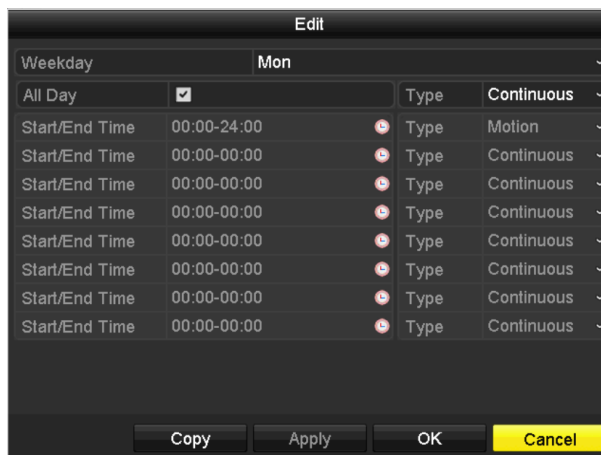 Edit
Weekday Mon
All Day Type Continuous
Start/End Time 00:00-24:00 Type Motion
Start/End Time 00:00-00:00 Type Continuous
Start/End Time 00:00-00:00 Type Continuous
Start/End Time 00:00-00:00 Type Continuous
Start/End Time 00:00-00:00 Type Continuous
Start/End Time 00:00-00:00 Type Continuous
Start/End Time 00:00-00:00 Type Continuous
Start/End Time 00:00-00:00 Type Continuous
Copy Apply OK Cancel